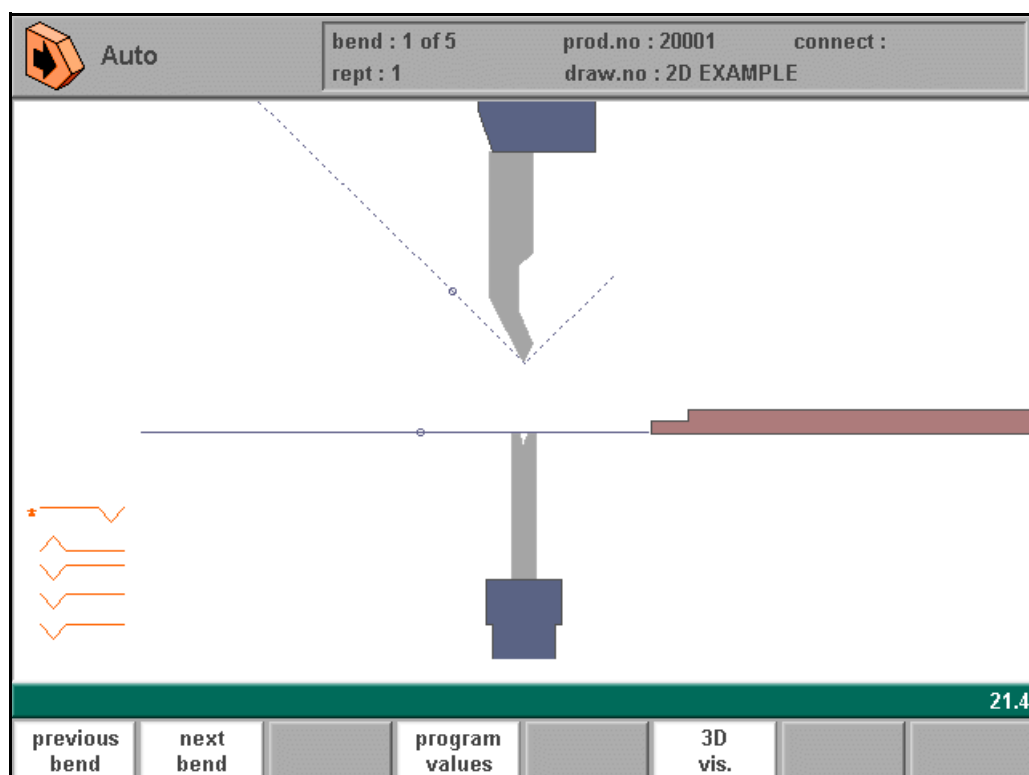 Auto
bend : 1 of 5 prod.no : 20001 connect :
rept : 1 draw.no : 2D EXAMPLE
21.4
previous bend
next bend
program values
3D vis.